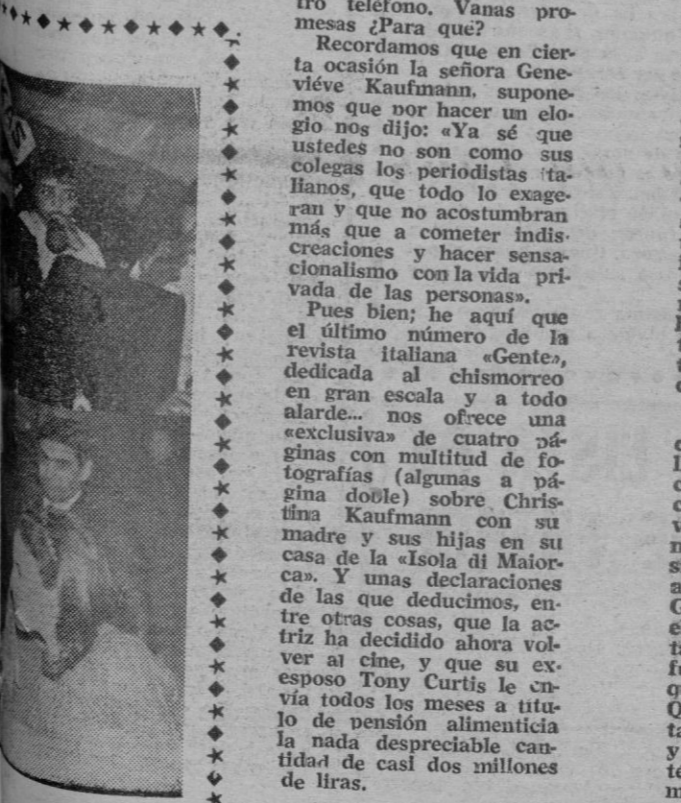 tro teléfono. Vanas pro-
mesas ¿Para qué?
Recordamos que en cier-
ta ocasión la señora Gene-
viéve Kaufmann, supone-
mos que por hacer un elo-
gio nos dijo: «Ya sé que
ustedes no son como sus
colegas los periodistas ita-
lianos, que todo lo exage-
ran y que no acostumbran
más que a cometer indis-
creaciones y hacer sensa-
cionalismo con la vida pri-
vada de las personas».
Pues bien; he aquí que
el último número de la
revista italiana «Gente»,
dedicada al chismorreo
en gran escala y a todo
alarde... nos ofrece una
«exclusiva» de cuatro pá-
ginas con multitud de fo-
tografías (algunas a pá-
gina doble) sobre Chris-
tina Kaufmann con su
madre y sus hijas en su
casa de la «Isola di Maior-
ca». Y unas declaraciones
de las que deducimos, en-
tre otras cosas, que la ac-
triz ha decidido ahora vol-
ver al cine, y que su ex-
esposo Tony Curtis le en-
vía todos los meses a títu-
lo de pensión alimenticia
la nada despreciable can-
tidad de casi dos millones
de liras.